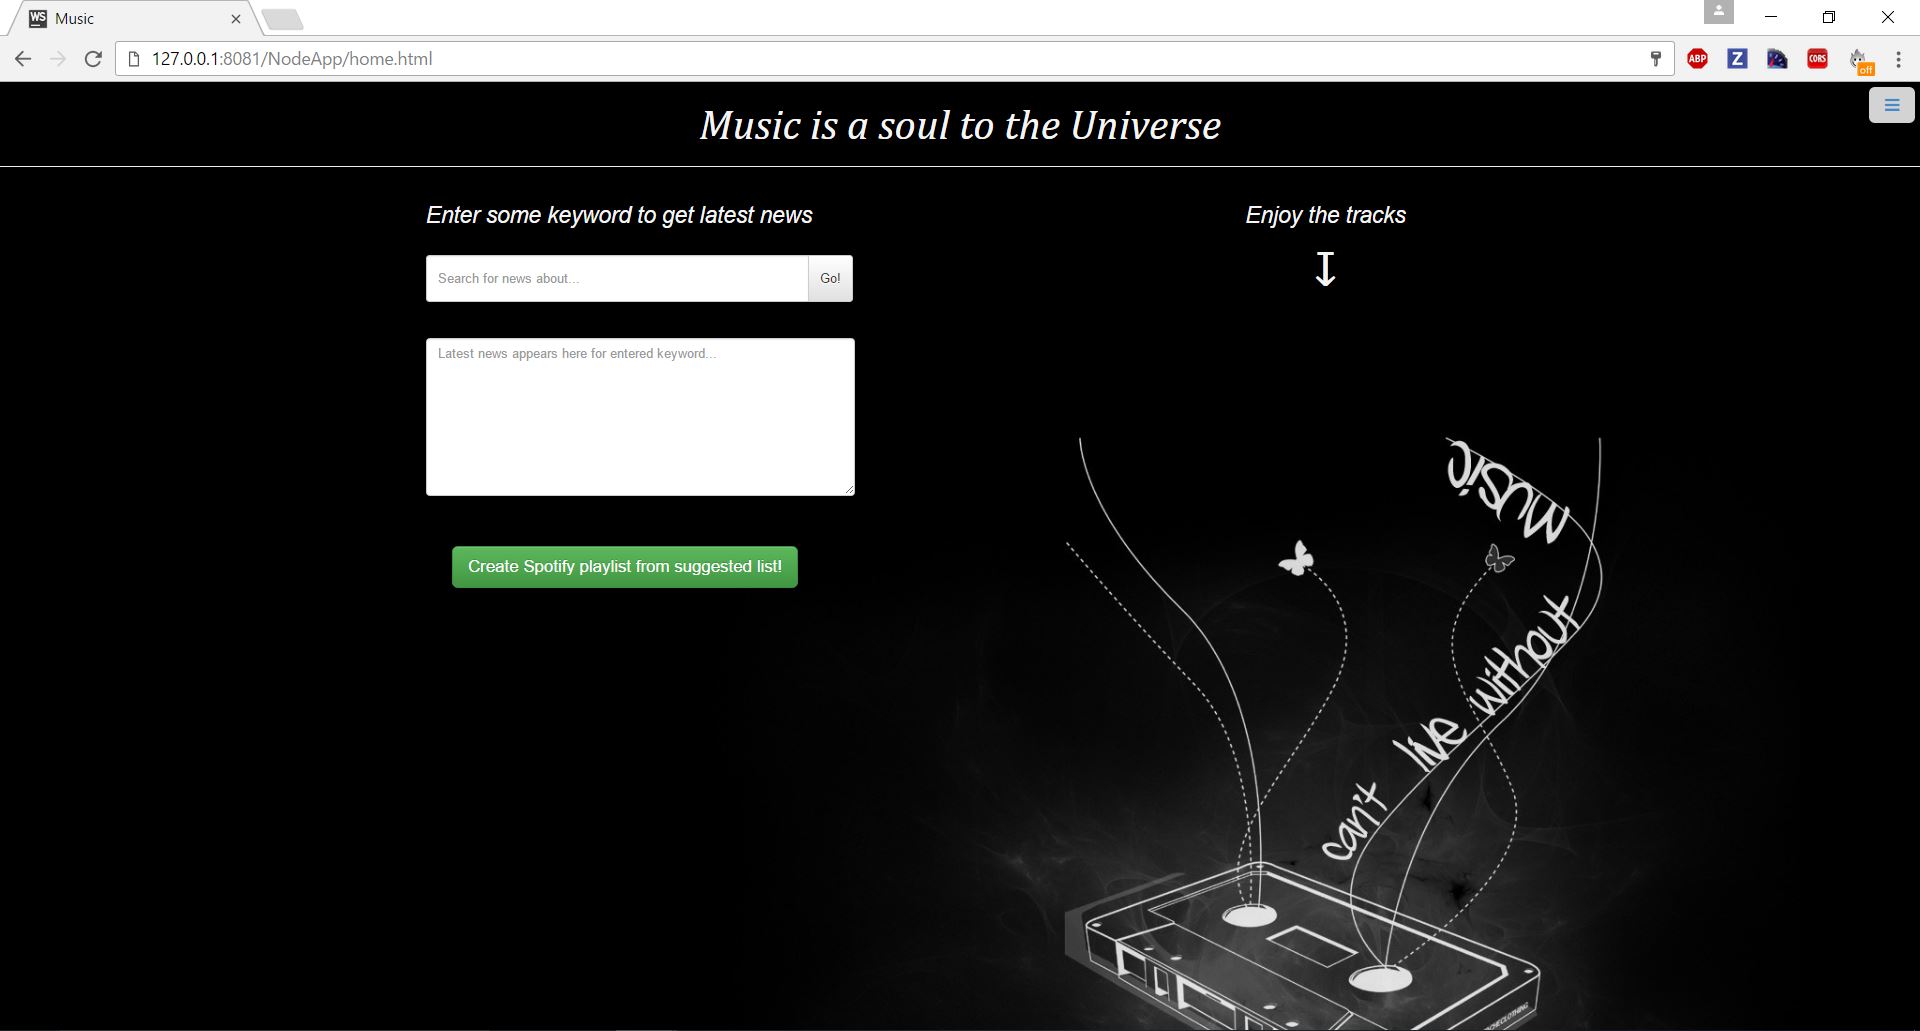 WS Music
127.0.0.1:8081/NodeApp/home.html
ABP
Z
CORS
off
Music is a soul to the Universe
Enter some keyword to get latest news
Enjoy the tracks
Search for news about...
Go!
Latest news appears here for entered keyword...
Create Spotify playlist from suggested list!
can't live without Music